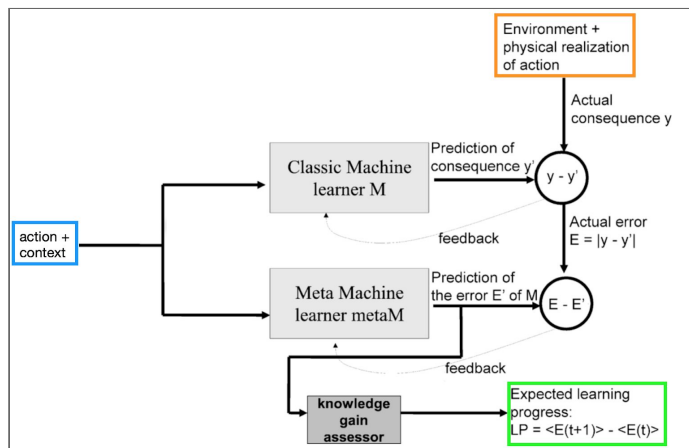 Environment +
physical realization
of action
Actual
consequence y
Prediction of
consequence y'
Classic Machine
learner M
y - y'
feedback
Actual error
E = |y - y'|
action +
context
Prediction of
the error E' of M
Meta Machine
learner metaM
E - E'
feedback
knowledge
gain
assessor
Expected learning
progress:
LP = <E(t+1)> - <E(t)>